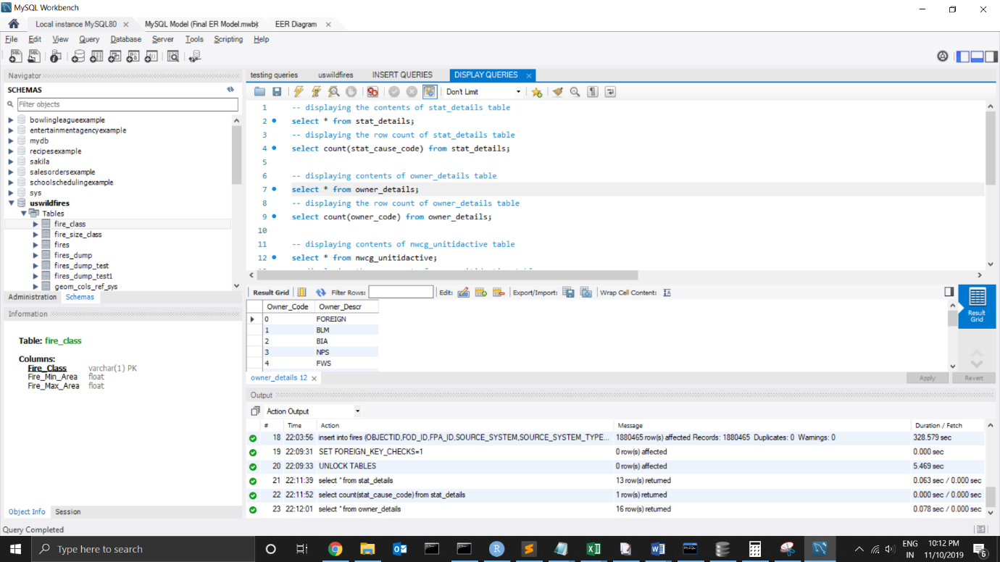 MySQL Workbench
Local instance MySQL80 × MySQL Model (Final ER Model.mwb) × EER Diagram ×
File Edit View Query Database Server Tools Scripting Help
Navigator
SCHEMAS
Filter objects
bowlingleagueexample
entertainmentagencyexample
mydb
recipesexample
sakila
salesordersexample
schoolschedulingexample
sys
uswildfires
Tables
fire_class
fire_size_class
fires
fires_dump
fires_dump_test
fires_dump_test1
geom_cols_ref_sys
Administration Schemas
Information
Table: fire_class
Columns:
Fire_Class varchar(1) PK
Fire_Min_Area float
Fire_Max_Area float
Object Info Session
testing queries uswildfires INSERT QUERIES DISPLAY QUERIES ×
Don't Limit
1 -- displaying the contents of stat_details table
2 select * from stat_details;
3 -- displaying the row count of stat_details table
4 select count(stat_cause_code) from stat_details;
5
6 -- displaying contents of owner_details table
7 select * from owner_details;
8 -- displaying the row count of owner_details table
9 select count(owner_code) from owner_details;
10
11 -- displaying contents of nwcg_unitidactive table
12 select * from nwcg_unitidactive;
Result Grid Filter Rows: Edit: Export/Import: Wrap Cell Content:
Owner_Code Owner_Descr
0 FOREIGN
1 BLM
2 BIA
3 NPS
4 FWS
Result Grid
owner_details 12 × Apply Revert
Output
Action Output
# Time Action Message Duration / Fetch
18 22:03:56 insert into fires (OBJECTID,FOD_ID,FPA_ID,SOURCE_SYSTEM,SOURCE_SYSTEM_TYPE... 1880465 row(s) affected Records: 1880465 Duplicates: 0 Warnings: 0 328.579 sec
19 22:09:31 SET FOREIGN_KEY_CHECKS=1 0 row(s) affected 0.000 sec
20 22:09:33 UNLOCK TABLES 0 row(s) affected 5.469 sec
21 22:11:39 select * from stat_details 13 row(s) returned 0.063 sec / 0.000 sec
22 22:11:52 select count(stat_cause_code) from stat_details 1 row(s) returned 0.000 sec / 0.000 sec
23 22:12:01 select * from owner_details 16 row(s) returned 0.078 sec / 0.000 sec
Query Completed
Type here to search
ENG 10:12 PM
IN 11/10/2019
6